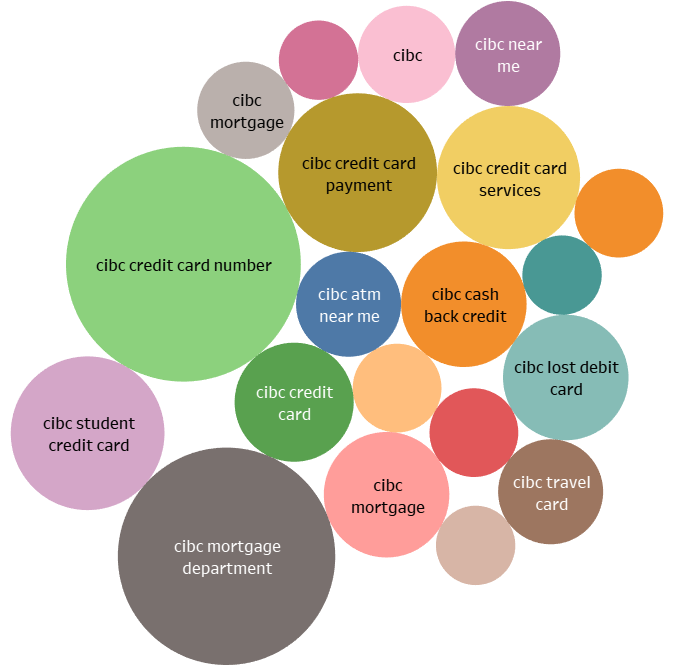 cibc
cibc near
me
cibc
mortgage
cibc credit card
payment
cibc credit card
services
cibc credit card number
cibc atm
near me
cibc cash
back credit
cibc lost debit
card
cibc credit
card
cibc student
credit card
cibc
mortgage
cibc travel
card
cibc mortgage
department